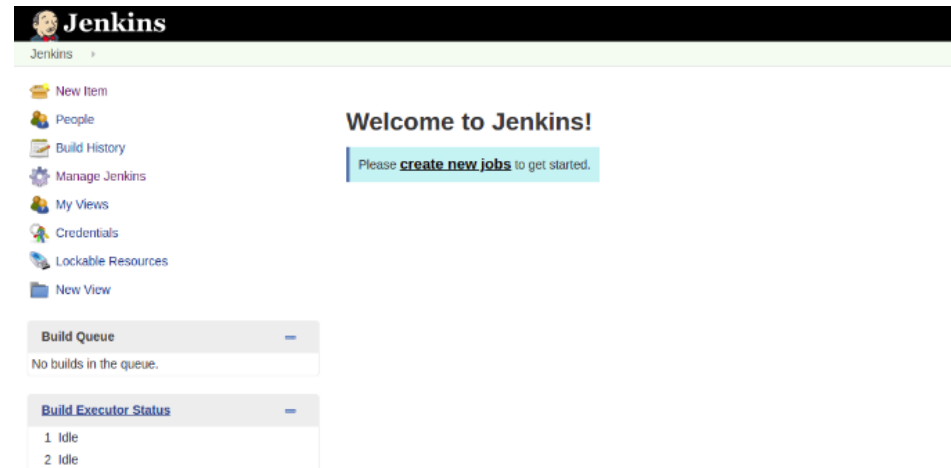 Jenkins
Jenkins
New Item
People
Build History
Manage Jenkins
My Views
Credentials
Lockable Resources
New View
Build Queue
No builds in the queue.
Build Executor Status
1 Idle
2 Idle
Welcome to Jenkins!
Please create new jobs to get started.